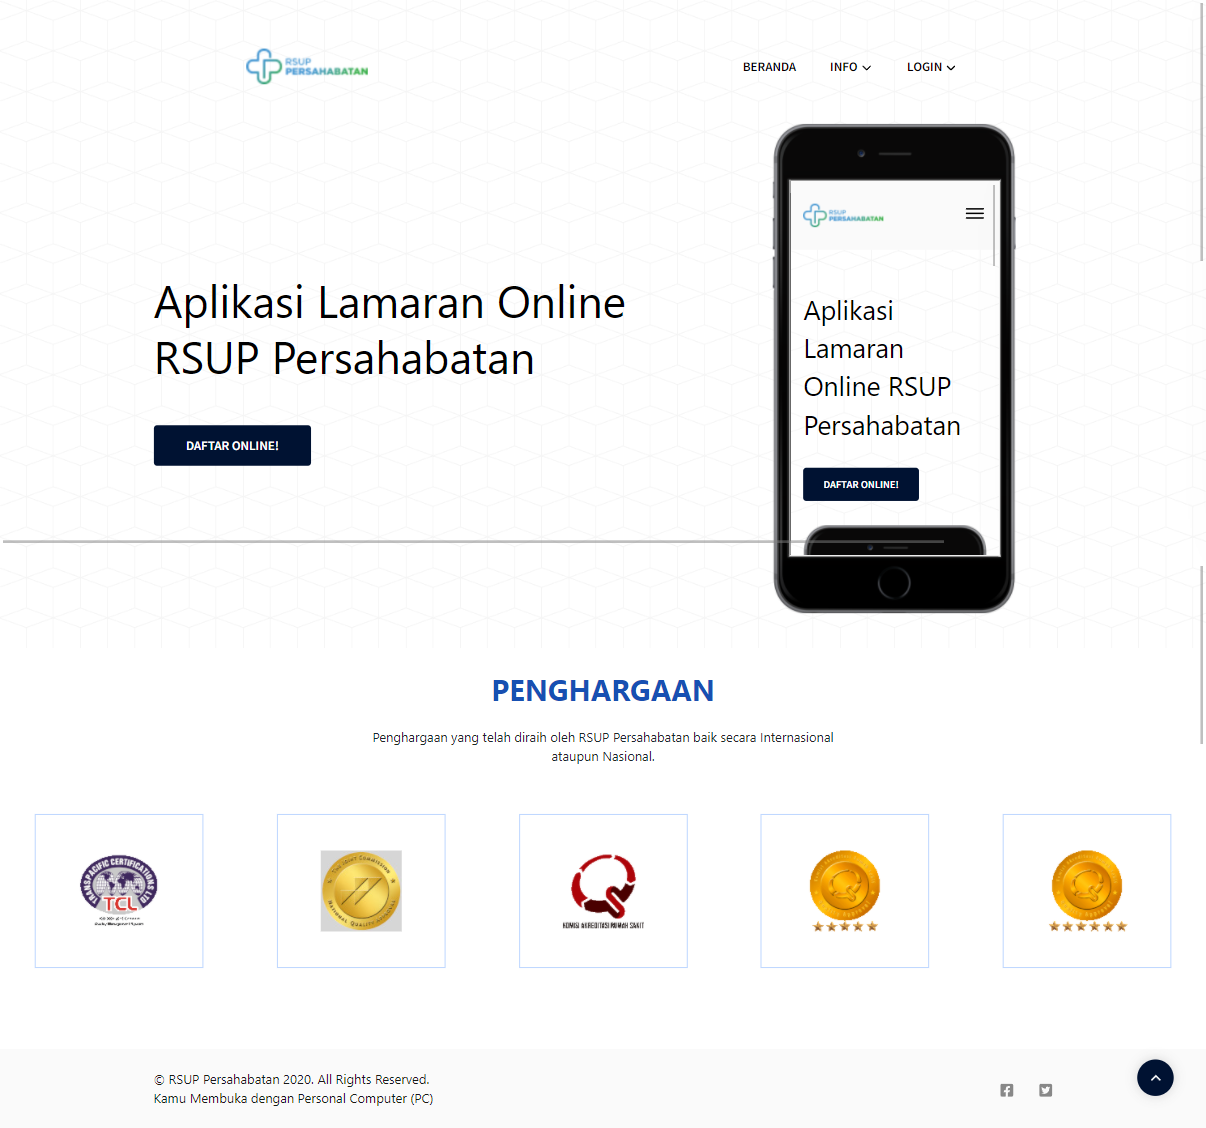 RSUP
PERSAHABATAN
BERANDA
INFO
LOGIN
Aplikasi Lamaran Online
RSUP Persahabatan
DAFTAR ONLINE!
RSUP
PERSAHABATAN
Aplikasi
Lamaran
Online RSUP
Persahabatan
DAFTAR ONLINE!
PENGHARGAAN
Penghargaan yang telah diraih oleh RSUP Persahabatan baik secara Internasional
ataupun Nasional.
TRANSPACIFIC CERTIFICATIONS LTD
TCL
The Joint Commission
National Quality Approval
KOMISI AKREDITASI RUMAH SAKIT
© RSUP Persahabatan 2020. All Rights Reserved.
Kamu Membuka dengan Personal Computer (PC)